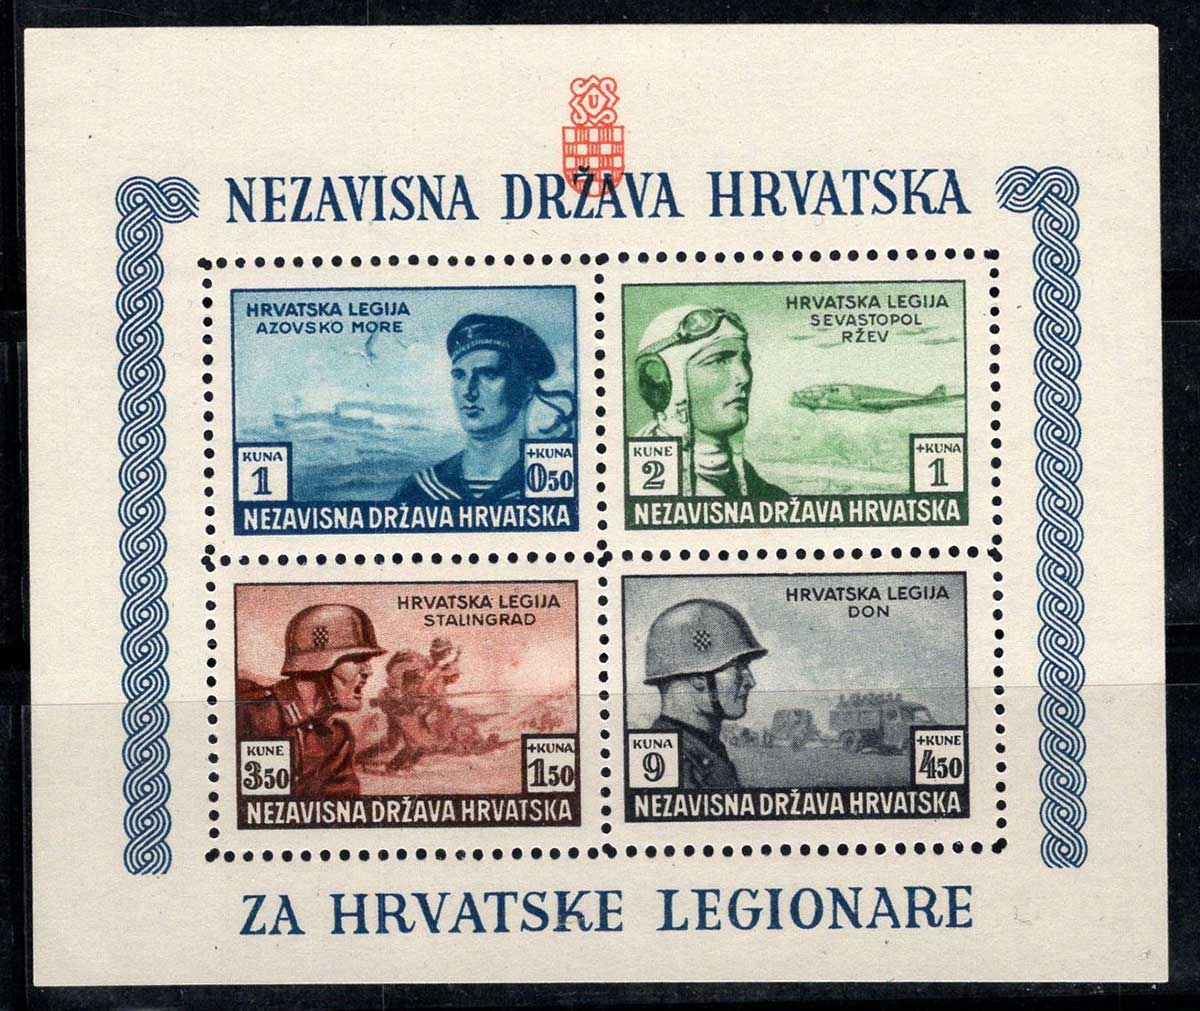 U
NEZAVISNA DRŽAVA HRVATSKA
HRVATSKA LEGIJA
AZOVSKO MORE
KUNA
1
+KUNA
0.50
NEZAVISNA DRŽAVA HRVATSKA
HRVATSKA LEGIJA
SEVASTOPOL
RŽEV
KUNE
2
+KUNA
1
NEZAVISNA DRŽAVA HRVATSKA
HRVATSKA LEGIJA
STALINGRAD
KUNE
3.50
+KUNA
1.50
NEZAVISNA DRŽAVA HRVATSKA
HRVATSKA LEGIJA
DON
KUNA
9
+KUNE
4.50
NEZAVISNA DRŽAVA HRVATSKA
ZA HRVATSKE LEGIONARE